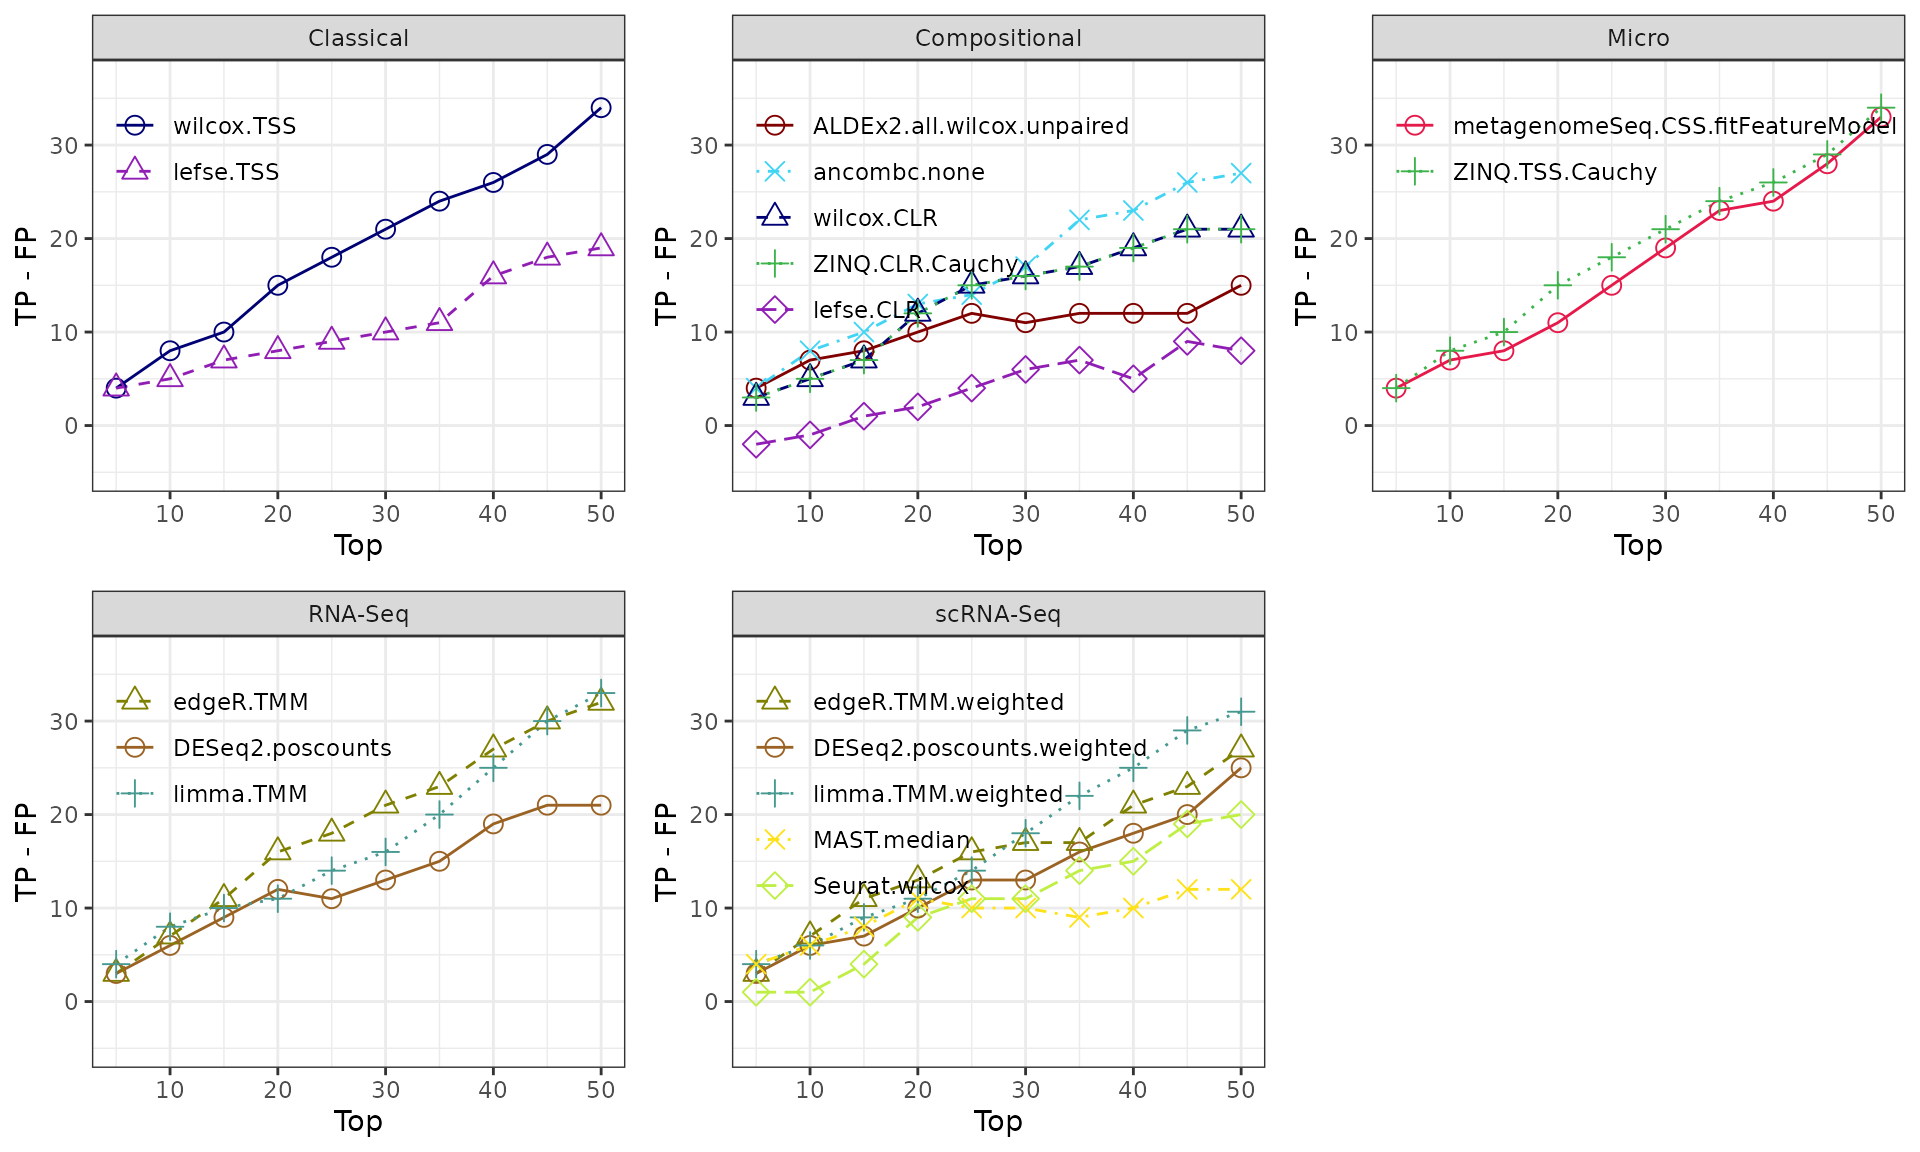 Classical
TP - FP
30
20
10
0
wilcox.TSS
lefse.TSS
10 20 30 40 50
Top
Compositional
TP - FP
30
20
10
0
ALDEx2.all.wilcox.unpaired
ancombc.none
wilcox.CLR
ZINQ.CLR.Cauchy
lefse.CLR
10 20 30 40 50
Top
Micro
TP - FP
30
20
10
0
metagenomeSeq.CSS.fitFeatureModel
ZINQ.TSS.Cauchy
10 20 30 40 50
Top
RNA-Seq
TP - FP
30
20
10
0
edgeR.TMM
DESeq2.poscounts
limma.TMM
10 20 30 40 50
Top
scRNA-Seq
TP - FP
30
20
10
0
edgeR.TMM.weighted
DESeq2.poscounts.weighted
limma.TMM.weighted
MAST.median
Seurat.wilcox
10 20 30 40 50
Top